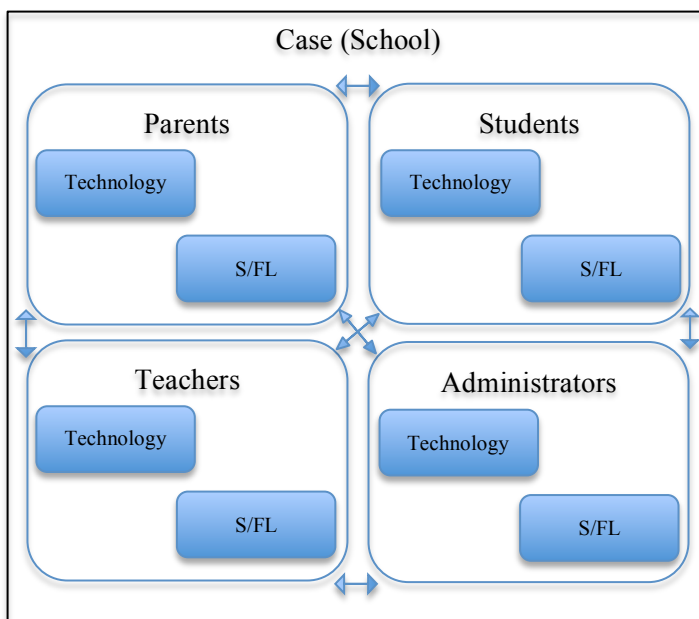 Case (School)
Parents
Technology
S/FL
Students
Technology
S/FL
Teachers
Technology
S/FL
Administrators
Technology
S/FL